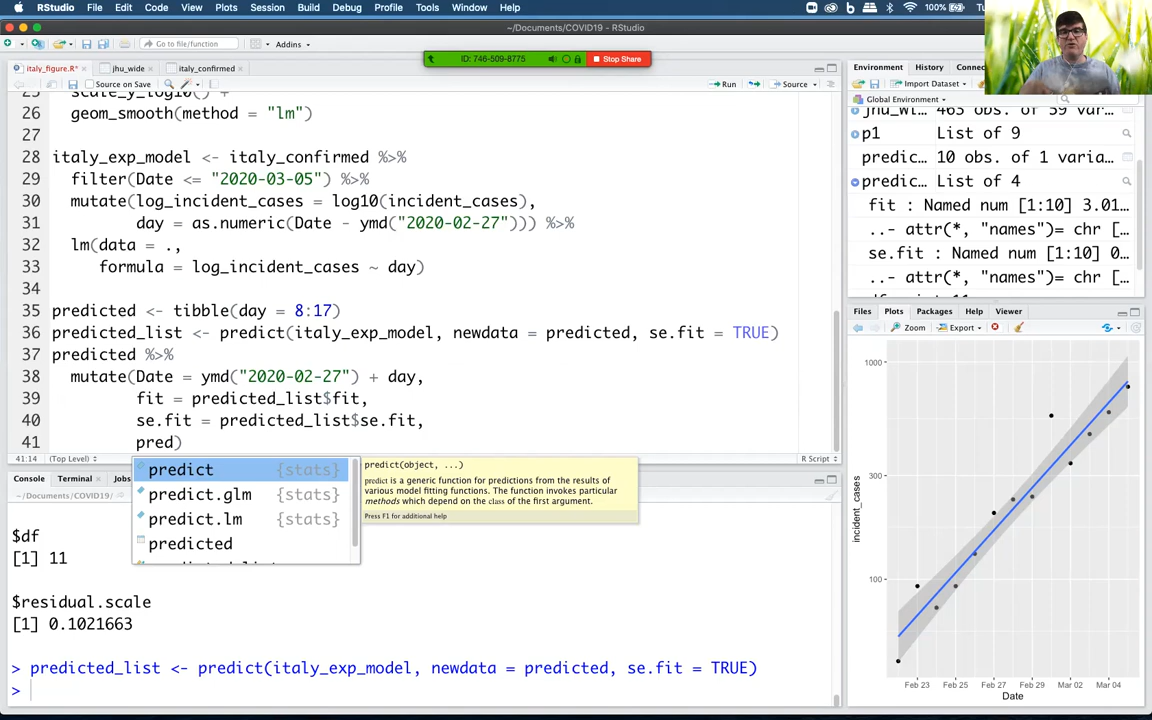 RStudio File Edit Code View Plots Session Build Debug Profile Tools Window Help 100%
~/Documents/COVID19 - RStudio
Go to file/function Addins
ID: 746-509-8775 Stop Share
italy_figure.R* jhu_wide italy_confirmed
Source on Save Run Source
26 geom_smooth(method = "lm")
27
28 italy_exp_model <- italy_confirmed %>%
29 filter(Date <= "2020-03-05") %>%
30 mutate(log_incident_cases = log10(incident_cases),
31 day = as.numeric(Date - ymd("2020-02-27"))) %>%
32 lm(data = .,
33 formula = log_incident_cases ~ day)
34
35 predicted <- tibble(day = 8:17)
36 predicted_list <- predict(italy_exp_model, newdata = predicted, se.fit = TRUE)
37 predicted %>%
38 mutate(Date = ymd("2020-02-27") + day,
39 fit = predicted_list$fit,
40 se.fit = predicted_list$se.fit,
41 pred)
41:14 (Top Level) R Script
predict {stats}
predict.glm {stats}
predict.lm {stats}
predicted
predict(object, ...)
predict is a generic function for predictions from the results of
various model fitting functions. The function invokes particular
methods which depend on the class of the first argument.
Press F1 for additional help
Console Terminal Jobs
~/Documents/COVID19/
$df
[1] 11
$residual.scale
[1] 0.1021663
> predicted_list <- predict(italy_exp_model, newdata = predicted, se.fit = TRUE)
>
Environment History Connec
Import Dataset
Global Environment
jhu_wi… 463 obs. of 59 var…
p1 List of 9
predic… 10 obs. of 1 varia…
predic… List of 4
fit : Named num [1:10] 3.01…
..- attr(*, "names")= chr […
se.fit : Named num [1:10] 0…
..- attr(*, "names")= chr […
Files Plots Packages Help Viewer
Zoom Export
1000
300
100
incident_cases
Feb 23 Feb 25 Feb 27 Feb 29 Mar 02 Mar 04
Date